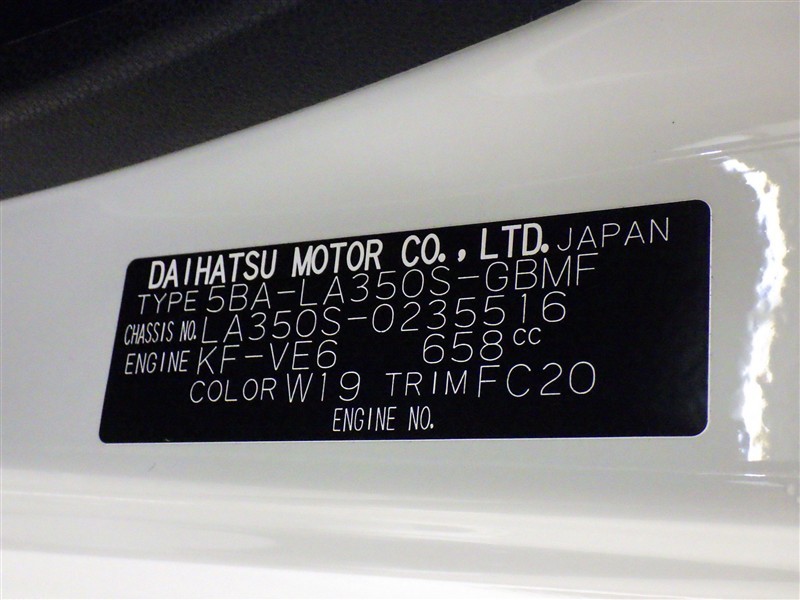 DAIHATSU MOTOR CO., LTD. JAPAN
TYPE 5BA-LA350S-GBMF
CHASSIS NO. LA350S-0235516
ENGINE KF-VE6 658cc
COLOR W19 TRIM FC20
ENGINE NO.